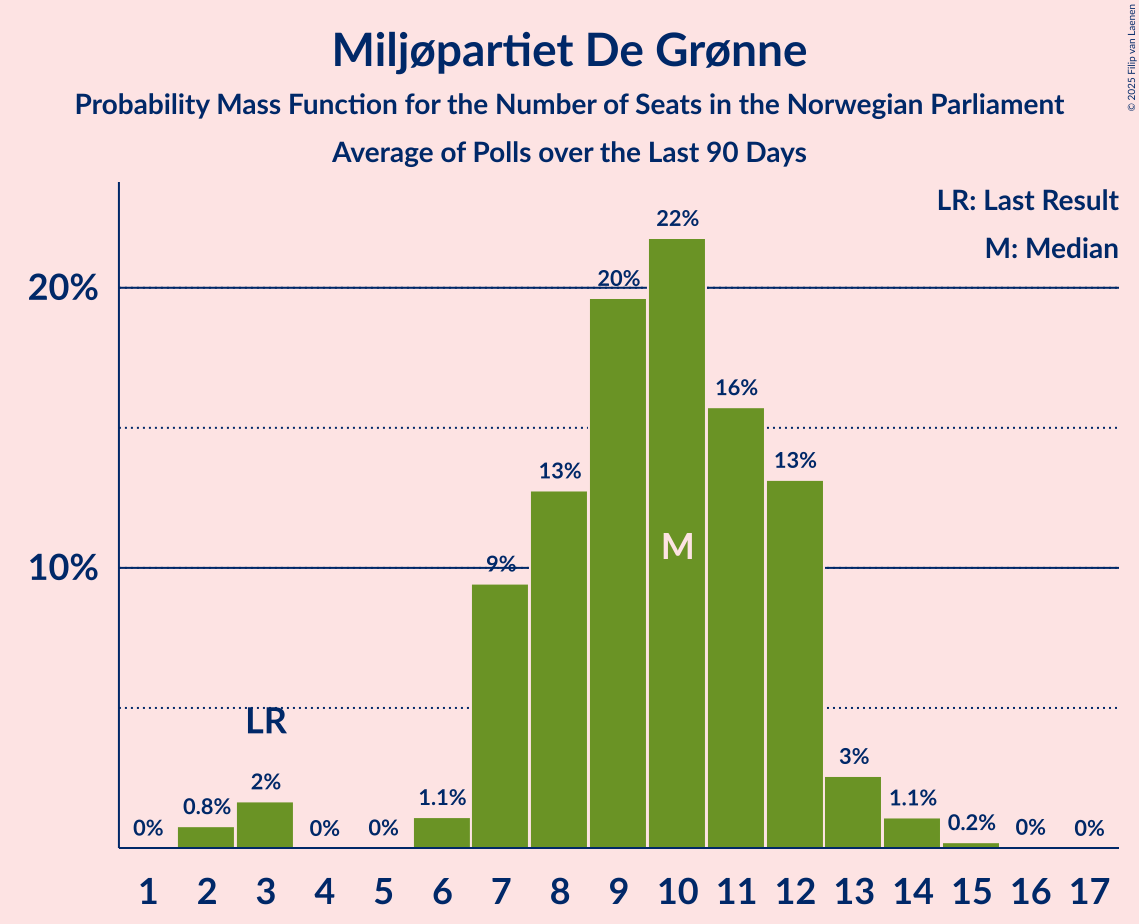 Miljøpartiet De Grønne
Probability Mass Function for the Number of Seats in the Norwegian Parliament
Average of Polls over the Last 90 Days
© 2025 Filip van Laenen
LR: Last Result
M: Median
20%
10%
0% 0.8% 2% 0% 0% 1.1% 9% 13% 20% 22% 16% 13% 3% 1.1% 0.2% 0% 0%
LR
M
1 2 3 4 5 6 7 8 9 10 11 12 13 14 15 16 17